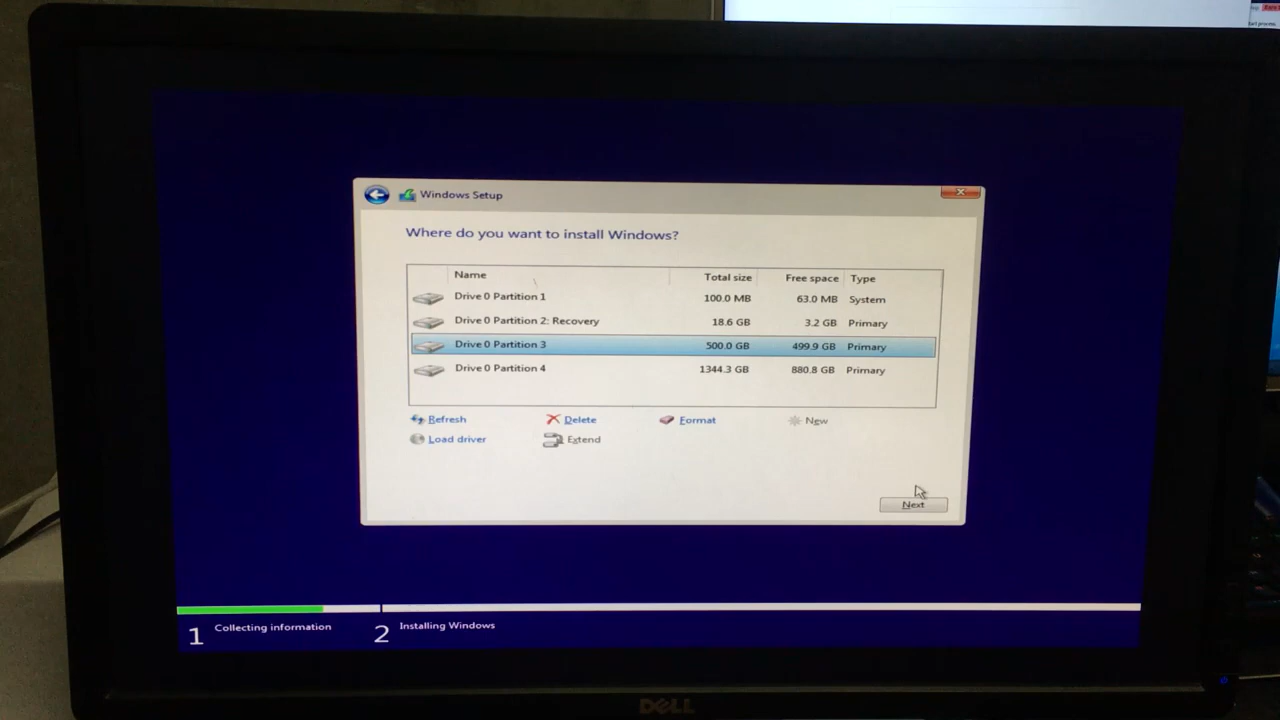 Windows Setup
Where do you want to install Windows?
Name Total size Free space Type
Drive 0 Partition 1 100.0 MB 63.0 MB System
Drive 0 Partition 2: Recovery 18.6 GB 3.2 GB Primary
Drive 0 Partition 3 500.0 GB 499.9 GB Primary
Drive 0 Partition 4 1344.3 GB 880.8 GB Primary
Refresh Delete Format New
Load driver Extend
Next
1 Collecting information 2 Installing Windows
DELL